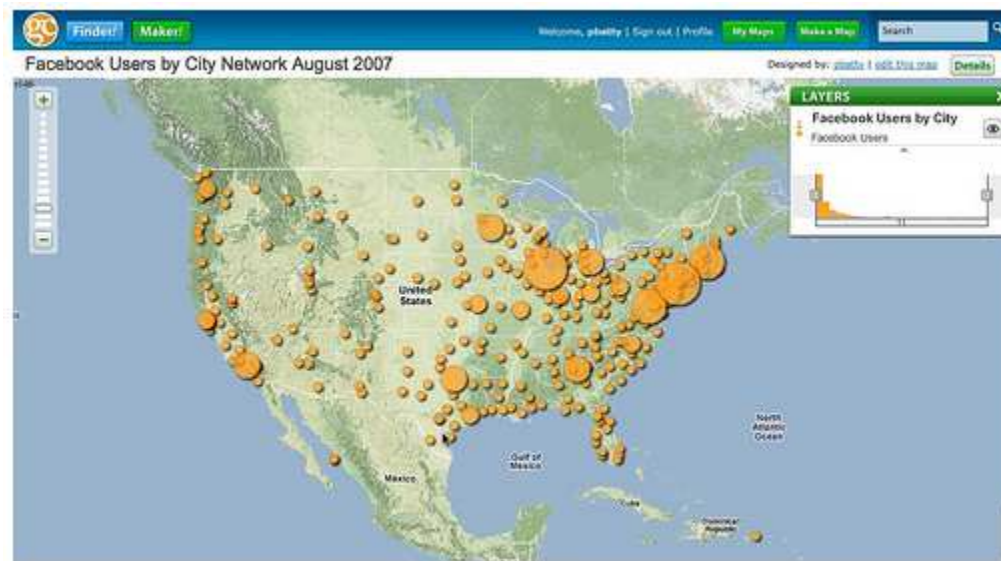 gc Finder! Maker! Welcome, pbatty | Sign out | Profile My Maps Make a Map Search
Facebook Users by City Network August 2007
Designed by: pbatty | edit this map Details
LAYERS
Facebook Users by City
Facebook Users
United
States
North
Atlantic
Ocean
Gulf of
Mexico
México
Cuba
Dominican
Republic